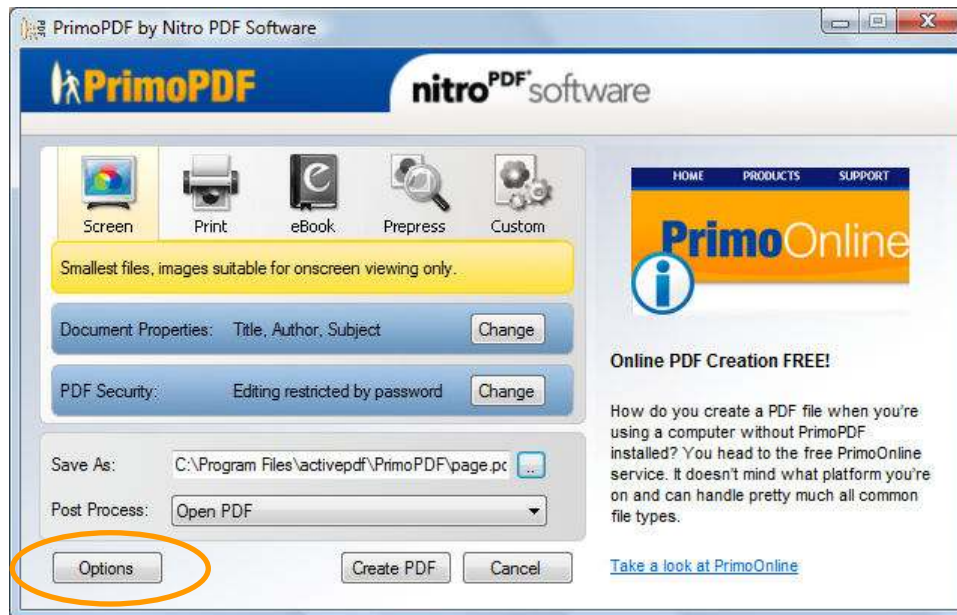 PrimoPDF by Nitro PDF Software
PrimoPDF
nitroPDF® software
Screen
Print
eBook
Prepress
Custom
Smallest files, images suitable for onscreen viewing only.
Document Properties: Title, Author, Subject
Change
PDF Security: Editing restricted by password
Change
Save As: C:\Program Files\activepdf\PrimoPDF\page.pc
...
Post Process: Open PDF
Options
Create PDF
Cancel
HOME PRODUCTS SUPPORT
PrimoOnline
i
Online PDF Creation FREE!
How do you create a PDF file when you're
using a computer without PrimoPDF
installed? You head to the free PrimoOnline
service. It doesn't mind what platform you're
on and can handle pretty much all common
file types.
Take a look at PrimoOnline